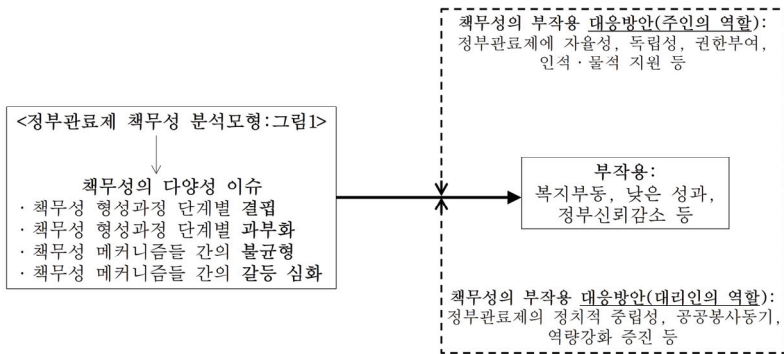 책무성의 부작용 대응방안(주인의 역할):
정부관료제에 자율성, 독립성, 권한부여,
인적·물적 지원 등
<정부관료제 책무성 분석모형:그림1>
책무성의 다양성 이슈
· 책무성 형성과정 단계별 결핍
· 책무성 형성과정 단계별 과부화
· 책무성 메커니즘들 간의 불균형
· 책무성 메커니즘들 간의 갈등 심화
부작용:
복지부동, 낮은 성과,
정부신뢰감소 등
책무성의 부작용 대응방안(대리인의 역할):
정부관료제의 정치적 중립성, 공공봉사동기,
역량강화 증진 등